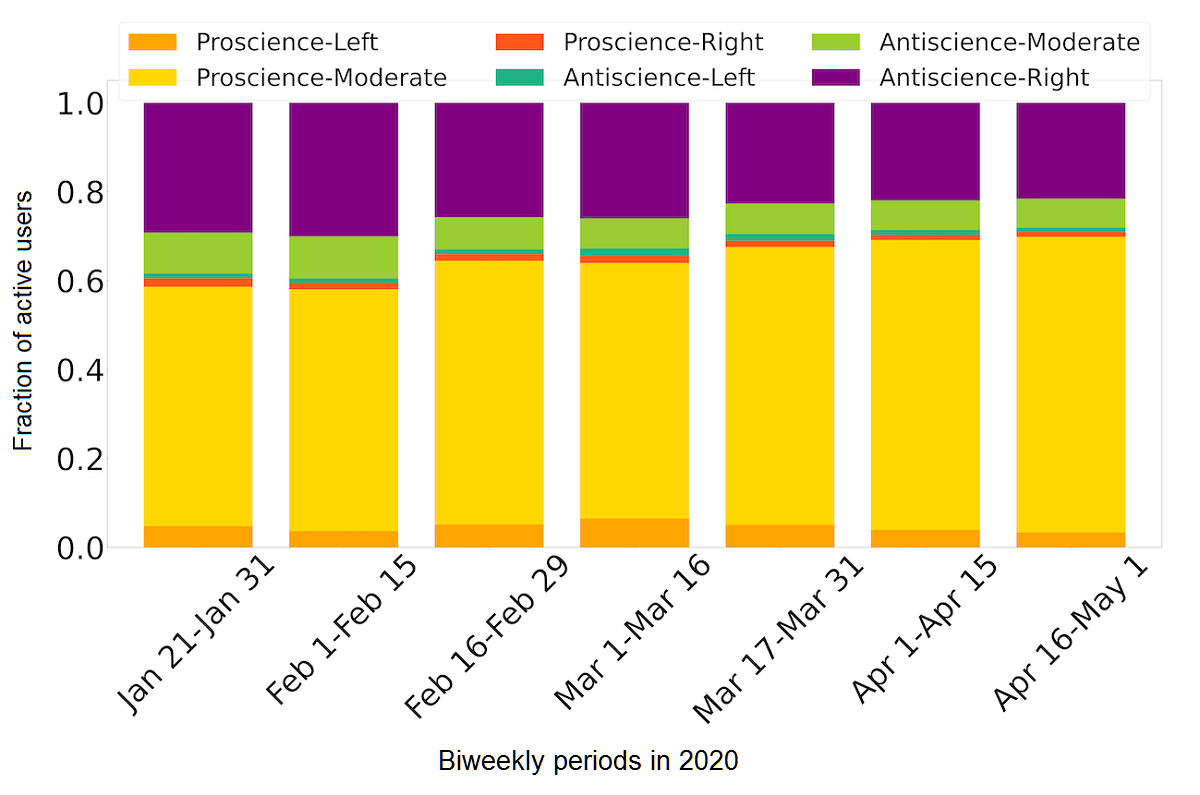 Proscience-Left
Proscience-Moderate
Proscience-Right
Antiscience-Left
Antiscience-Moderate
Antiscience-Right
Fraction of active users
1.0
0.8
0.6
0.4
0.2
0.0
Jan 21-Jan 31
Feb 1-Feb 15
Feb 16-Feb 29
Mar 1-Mar 16
Mar 17-Mar 31
Apr 1-Apr 15
Apr 16-May 1
Biweekly periods in 2020